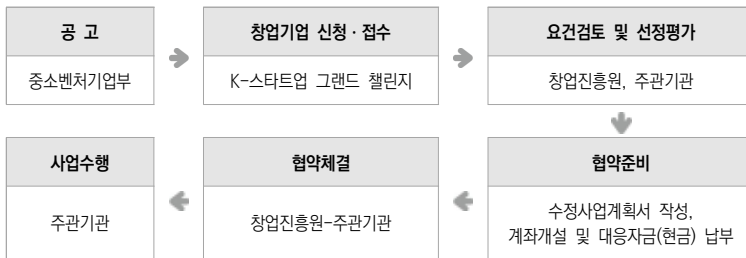 공 고
중소벤처기업부
창업기업 신청·접수
K-스타트업 그랜드 챌린지
요건검토 및 선정평가
창업진흥원, 주관기관
협약준비
수정사업계획서 작성,
계좌개설 및 대응자금(현금) 납부
협약체결
창업진흥원-주관기관
사업수행
주관기관